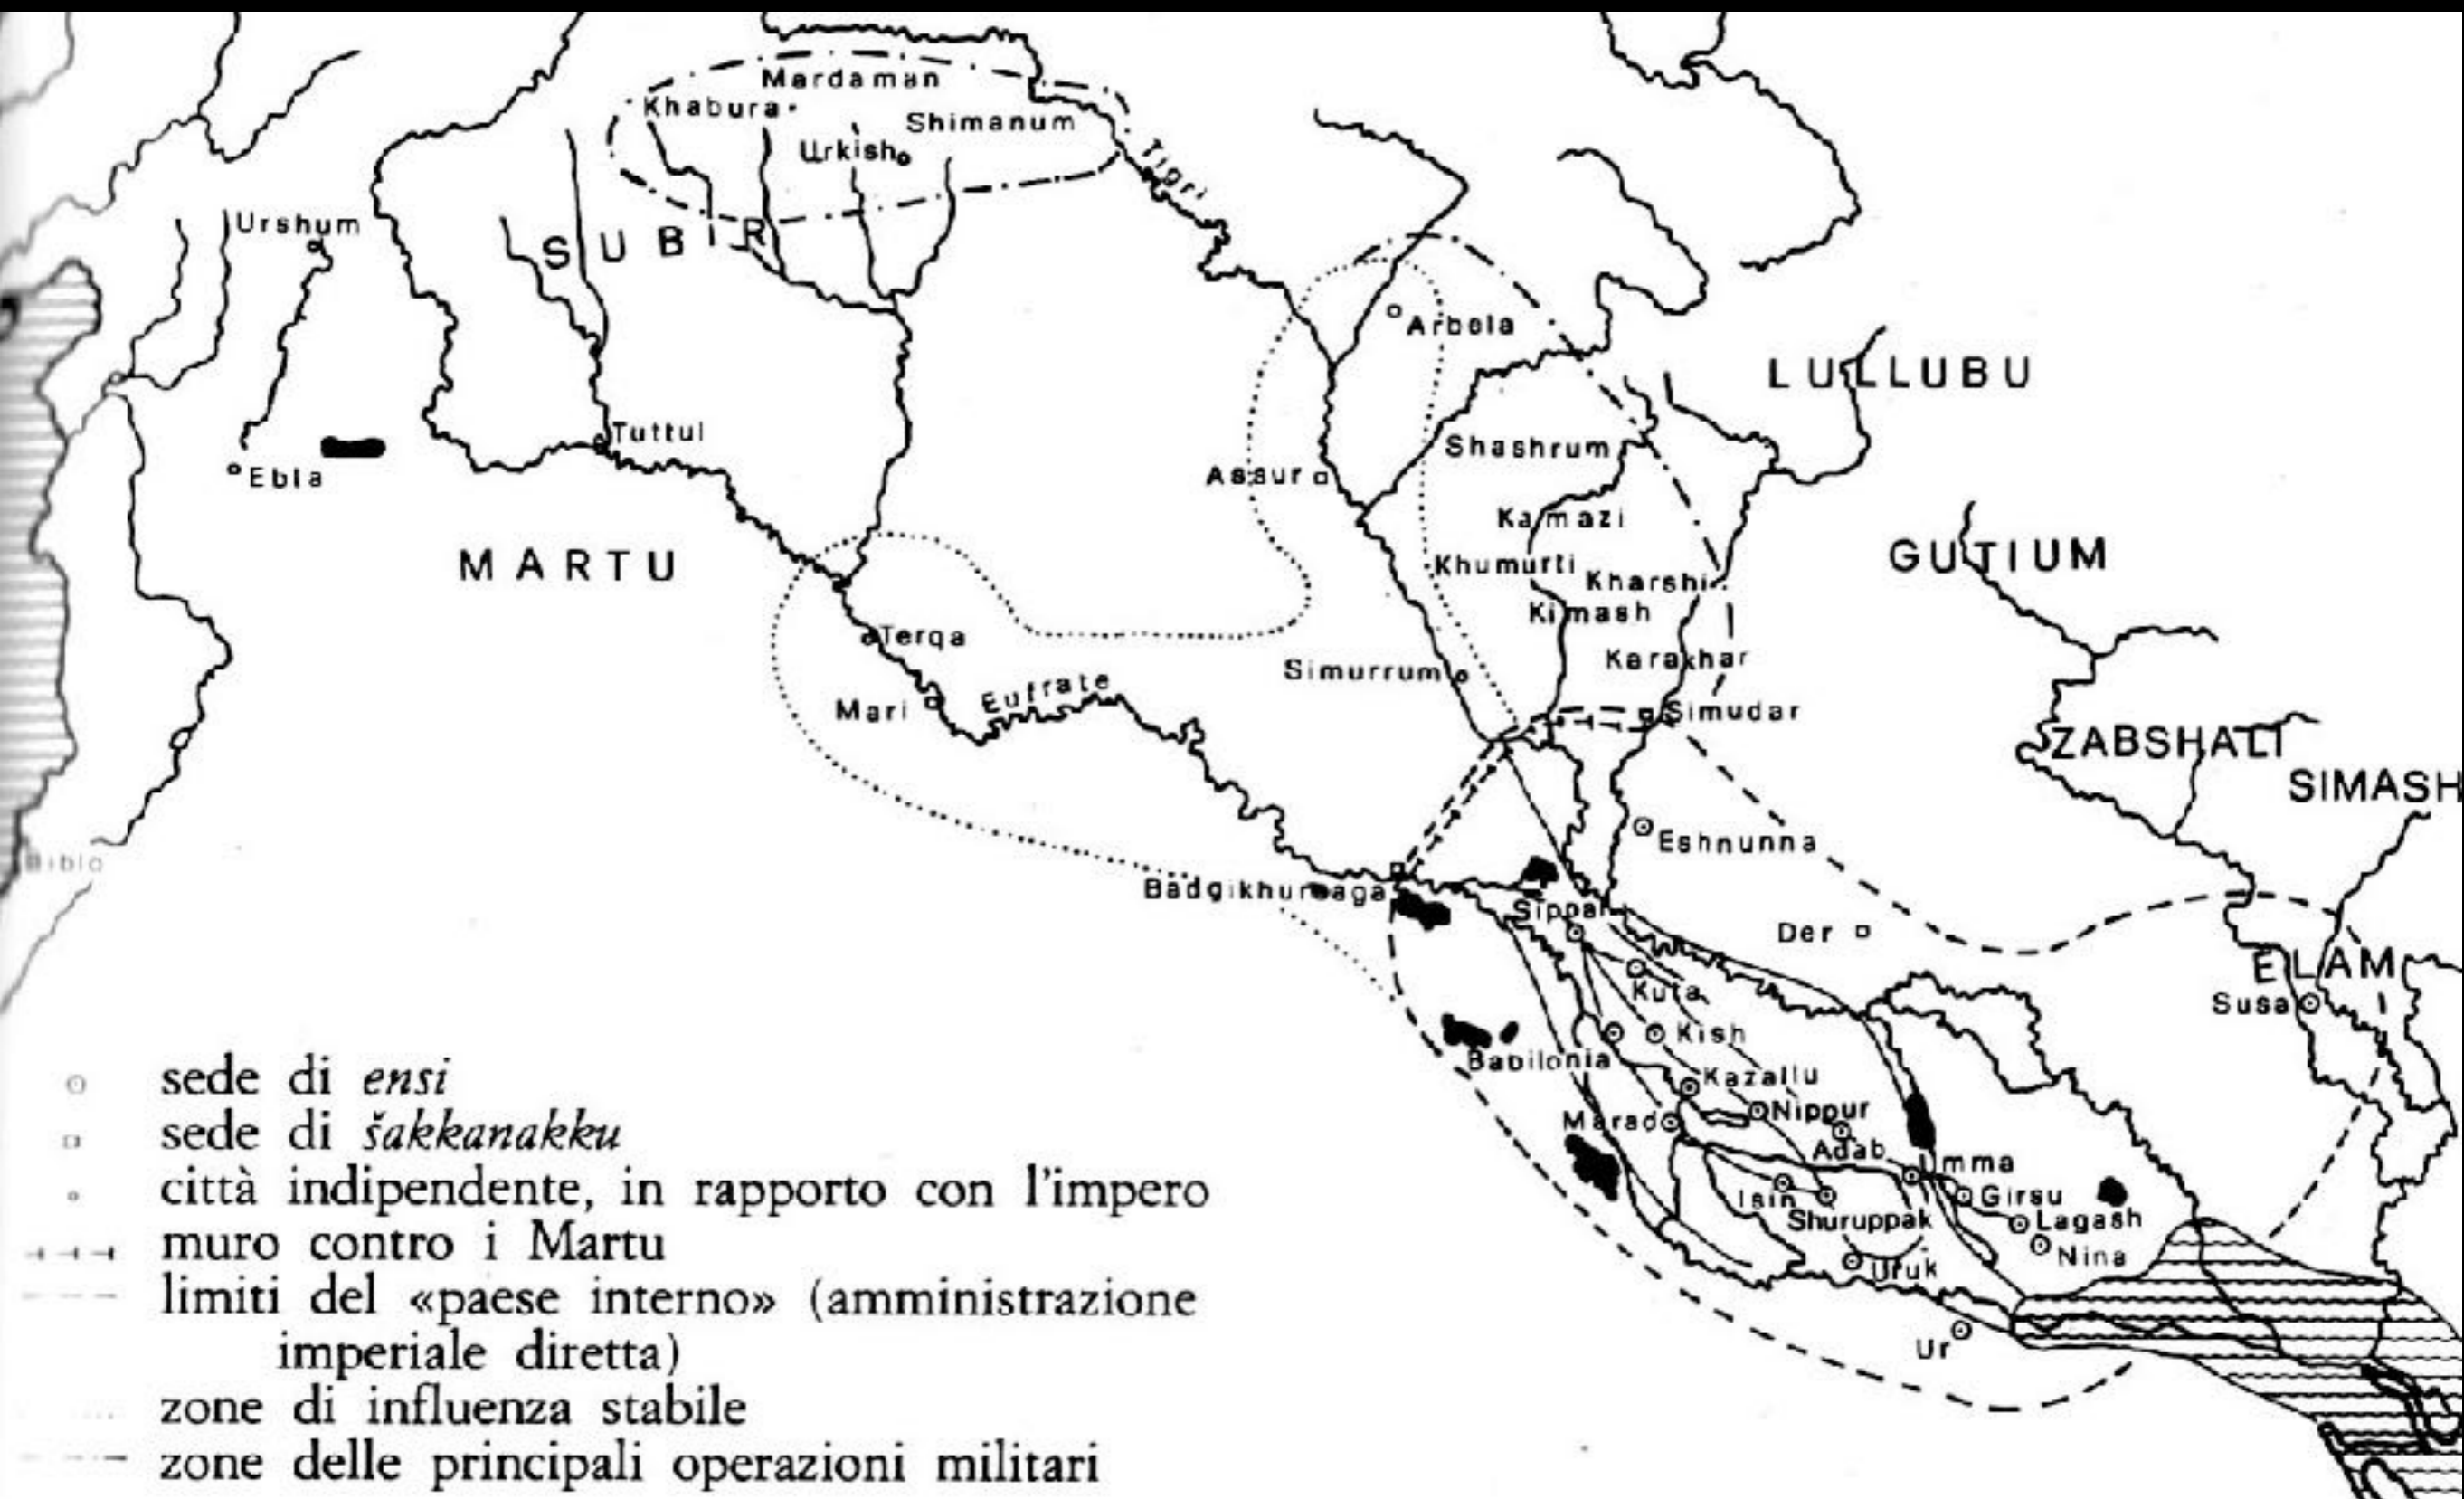 Mardaman
Khabura
Shimanum
Urkish
Tigri
Urshum
SUBIR
Arbela
LULLUBU
Tuttul
Shashrum
Ebla
Assur
Kamazi
MARTU
GUTIUM
Khumurti
Kharshi
Kimash
Terqa
Karakhar
Simurrum
Eufrate
Mari
Simudar
ZABSHALI
SIMASH
Eshnunna
Biblo
Sippar
Der
ELAM
Kuta
Susa
Kish
Babilonia
Kazallu
Nippur
Marad
Adab
Umma
Isin
Girsu
Shuruppak
Lagash
Nina
Uruk
Ur
sede di ensi
sede di šakkanakku
città indipendente, in rapporto con l'impero
muro contro i Martu
limiti del «paese interno» (amministrazione
imperiale diretta)
zone di influenza stabile
zone delle principali operazioni militari